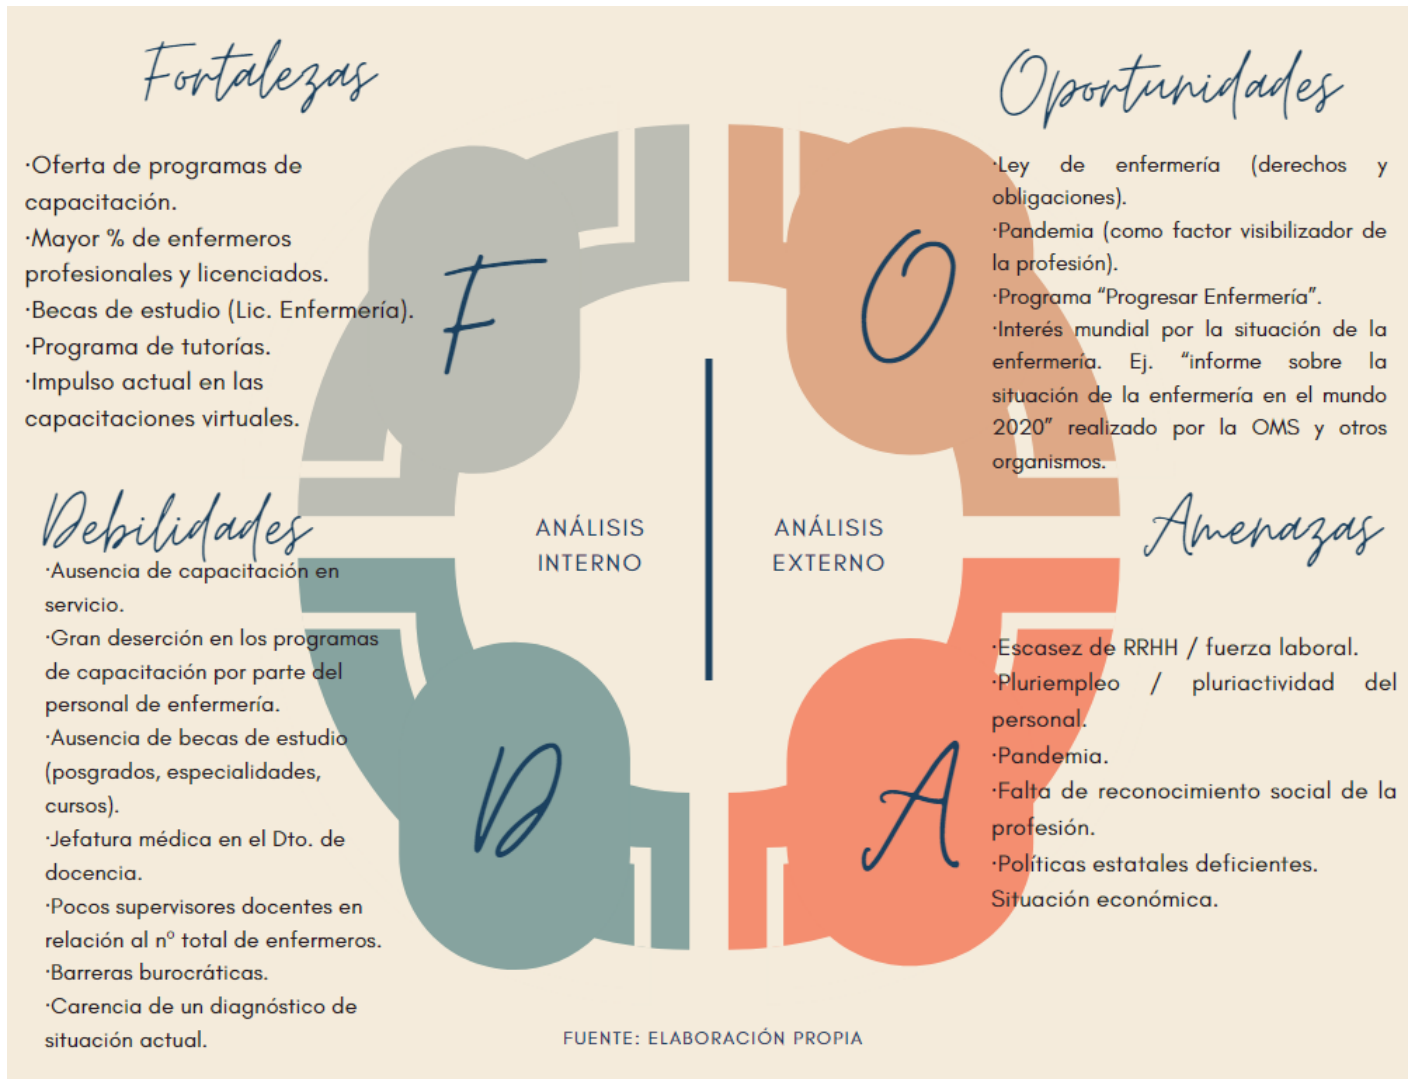 Fortalezas
·Oferta de programas de
capacitación.
·Mayor % de enfermeros
profesionales y licenciados.
·Becas de estudio (Lic. Enfermería).
·Programa de tutorías.
·Impulso actual en las
capacitaciones virtuales.
F
Oportunidades
·Ley de enfermería (derechos y
obligaciones).
·Pandemia (como factor visibilizador de
la profesión).
·Programa “Progresar Enfermería”.
·Interés mundial por la situación de la
enfermería. Ej. “informe sobre la
situación de la enfermería en el mundo
2020” realizado por la OMS y otros
organismos.
O
ANÁLISIS
INTERNO
ANÁLISIS
EXTERNO
Debilidades
·Ausencia de capacitación en
servicio.
·Gran deserción en los programas
de capacitación por parte del
personal de enfermería.
·Ausencia de becas de estudio
(posgrados, especialidades,
cursos).
·Jefatura médica en el Dto. de
docencia.
·Pocos supervisores docentes en
relación al nº total de enfermeros.
·Barreras burocráticas.
·Carencia de un diagnóstico de
situación actual.
D
Amenazas
·Escasez de RRHH / fuerza laboral.
·Pluriempleo / pluriactividad del
personal.
·Pandemia.
·Falta de reconocimiento social de la
profesión.
·Políticas estatales deficientes.
Situación económica.
A
FUENTE: ELABORACIÓN PROPIA